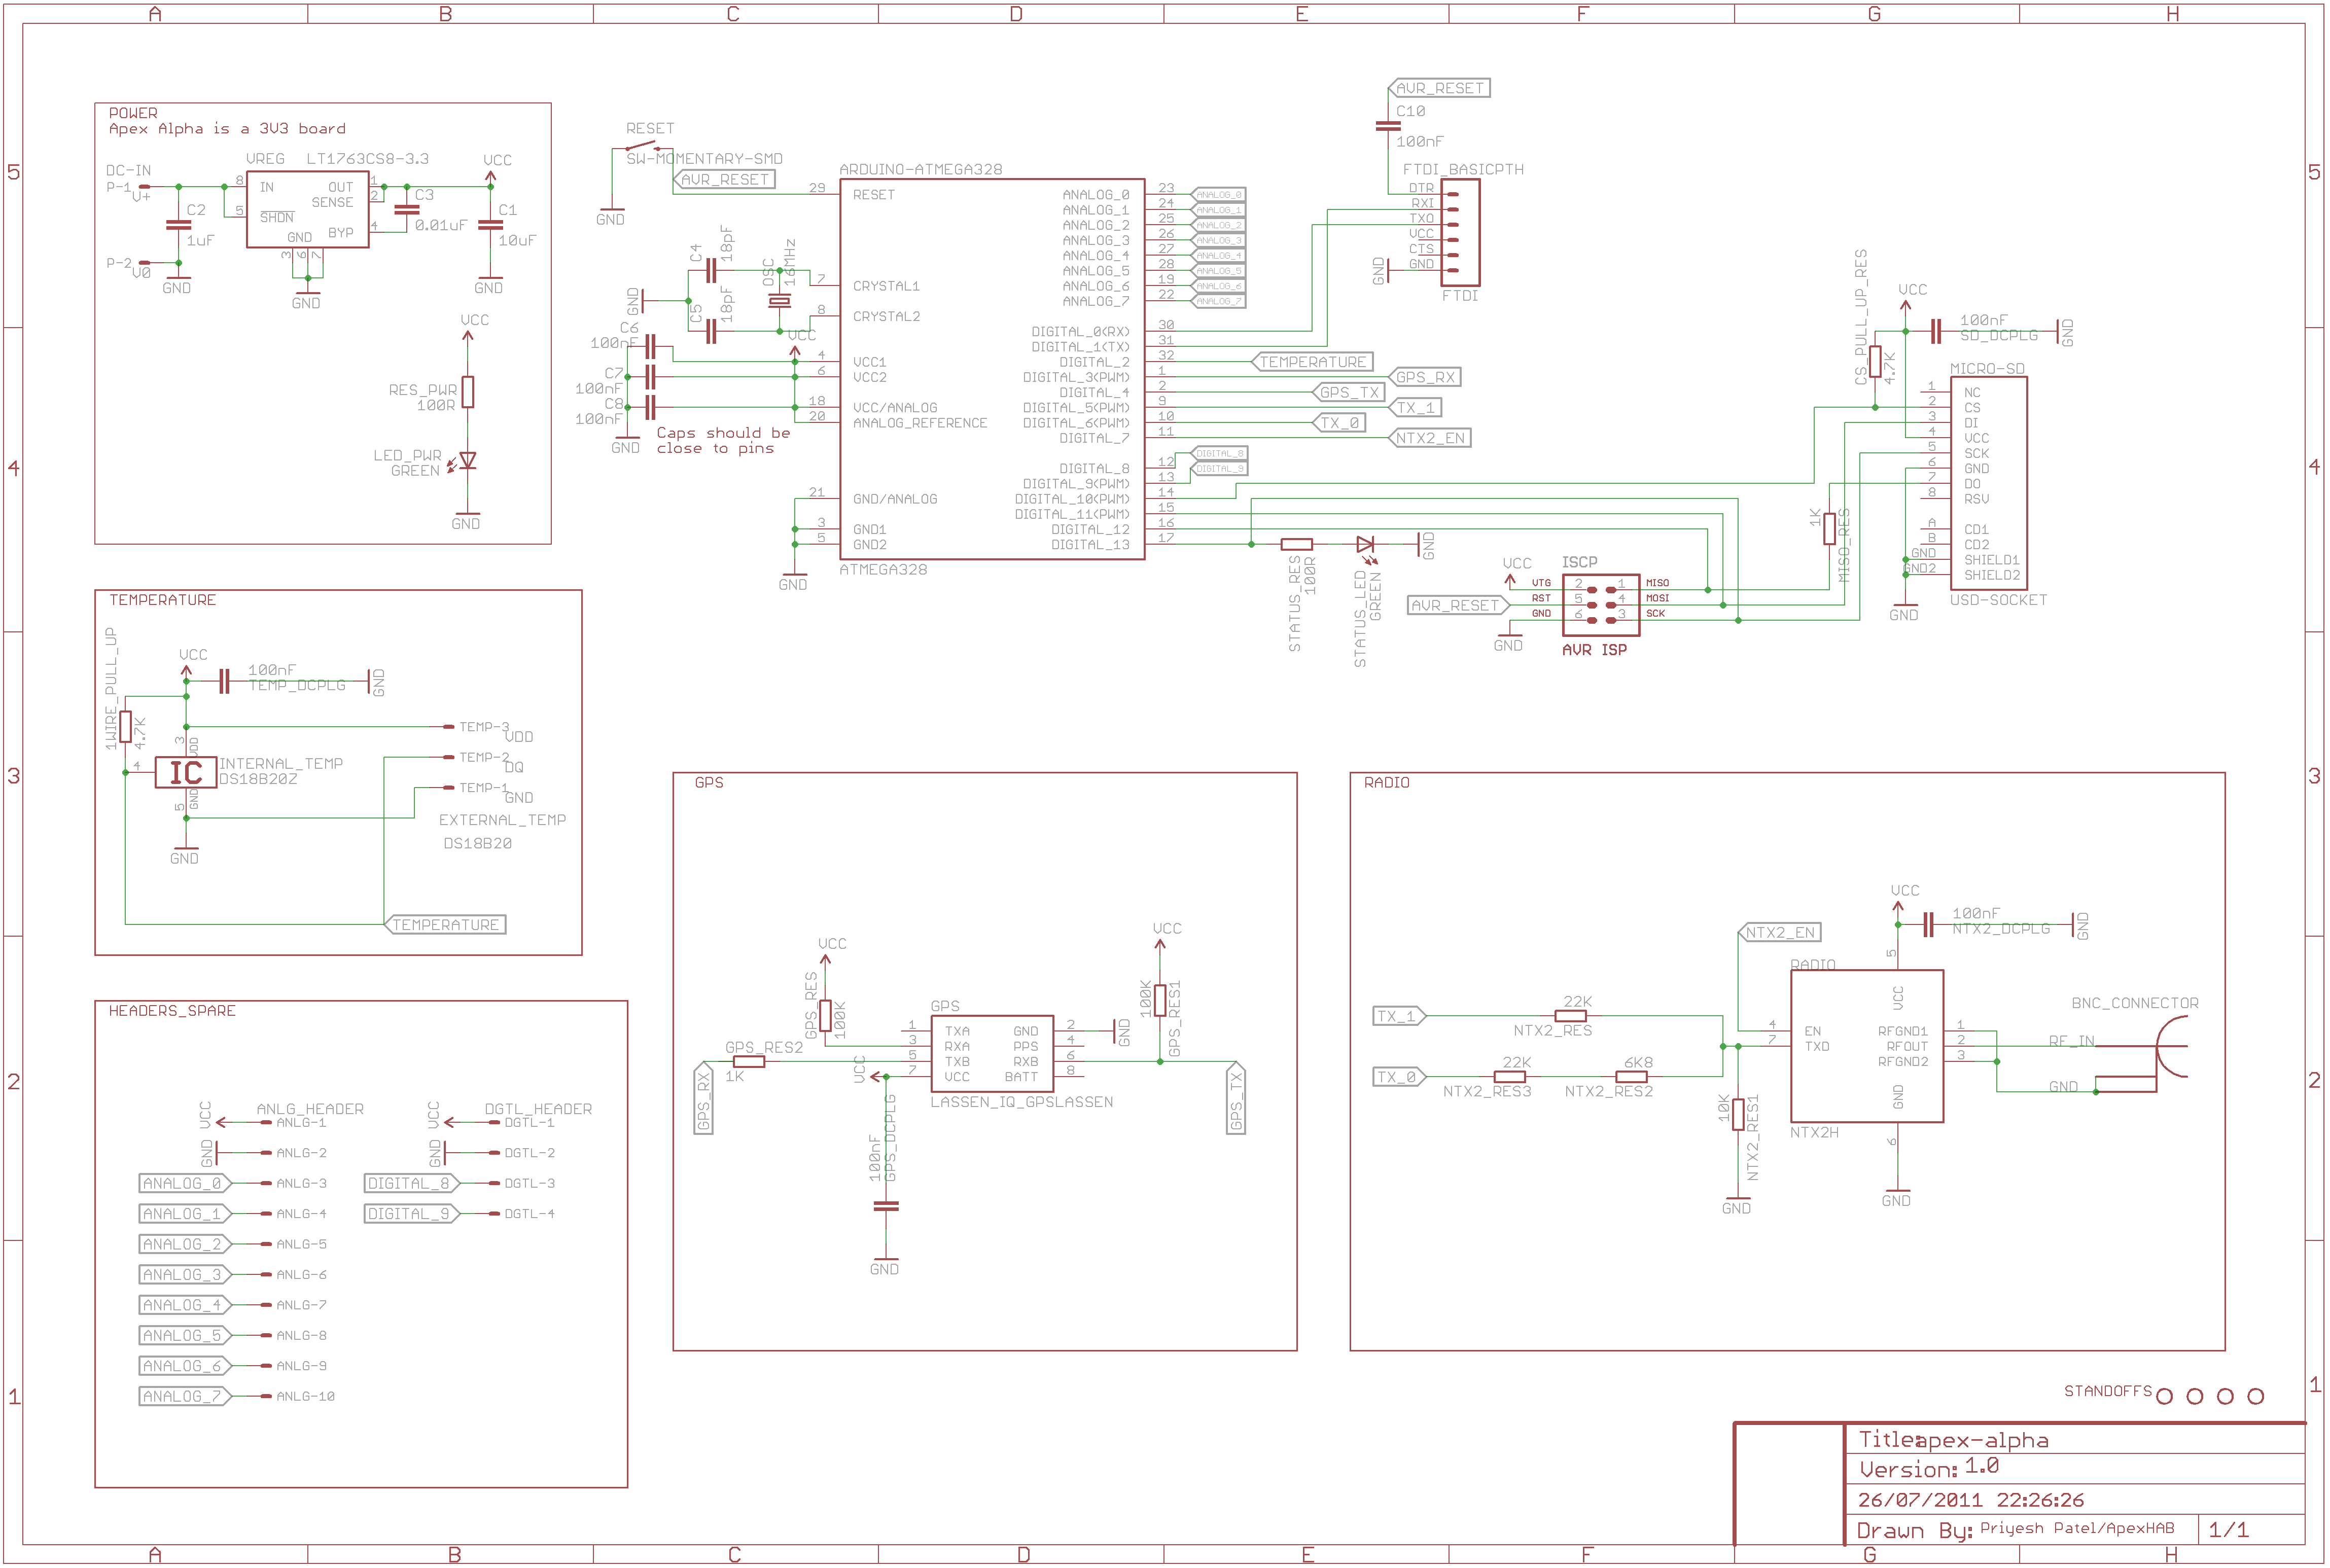 A B C D E F G H
5
4
3
2
1
POWER
Apex Alpha is a 3V3 board
DC-IN
P-1
V+
P-2
V0
C2
1uF
GND
VREG LT1763CS8-3.3
8 IN
5 SHDN
OUT 1
SENSE 2
BYP 4
GND
3 6 7
GND
C3
0.01uF
VCC
C1
10uF
GND
VCC
RES_PWR
100R
LED_PWR
GREEN
GND
RESET
SW-MOMENTARY-SMD
AVR_RESET
GND
C4
18pF
C5
18pF
OSC
16MHz
GND
C6
100nF
C7
100nF
C8
100nF
VCC
GND
Caps should be
close to pins
GND
ARDUINO-ATMEGA328
29 RESET
7 CRYSTAL1
8 CRYSTAL2
4 VCC1
6 VCC2
18 VCC/ANALOG
20 ANALOG_REFERENCE
21 GND/ANALOG
3 GND1
5 GND2
ANALOG_0 23 ANALOG_0
ANALOG_1 24 ANALOG_1
ANALOG_2 25 ANALOG_2
ANALOG_3 26 ANALOG_3
ANALOG_4 27 ANALOG_4
ANALOG_5 28 ANALOG_5
ANALOG_6 19 ANALOG_6
ANALOG_7 22 ANALOG_7
DIGITAL_0(RX) 30
DIGITAL_1(TX) 31
DIGITAL_2 32 TEMPERATURE
DIGITAL_3(PWM) 1 GPS_RX
DIGITAL_4 2 GPS_TX
DIGITAL_5(PWM) 9 TX_1
DIGITAL_6(PWM) 10 TX_0
DIGITAL_7 11 NTX2_EN
DIGITAL_8 12 DIGITAL_8
DIGITAL_9(PWM) 13 DIGITAL_9
DIGITAL_10(PWM) 14
DIGITAL_11(PWM) 15
DIGITAL_12 16
DIGITAL_13 17
ATMEGA328
AVR_RESET
C10
100nF
FTDI_BASICPTH
DTR
RXI
TXO
VCC
CTS
GND
GND
FTDI
STATUS_RES
100R
STATUS_LED
GREEN
GND
ISCP
VCC
VTG 2 1 MISO
AVR_RESET
RST 5 4 MOSI
GND 6 3 SCK
GND
AVR ISP
CS_PULL_UP_RES
4.7K
VCC
100nF
SD_DCPLG
GND
MICRO-SD
1 NC
2 CS
3 DI
4 VCC
5 SCK
6 GND
7 DO
8 RSV
A CD1
B CD2
GND SHIELD1
GND2 SHIELD2
USD-SOCKET
1K
MISO_RES
GND
TEMPERATURE
1WIRE_PULL_UP
4.7K
VCC
100nF
TEMP_DCPLG
GND
3 VDD
4 IC
5 GND
INTERNAL_TEMP
DS18B20Z
GND
TEMP-3
VDD
TEMP-2
DQ
TEMP-1
GND
EXTERNAL_TEMP
DS18B20
TEMPERATURE
HEADERS_SPARE
VCC ANLG_HEADER
ANLG-1
GND ANLG-2
ANALOG_0 ANLG-3
ANALOG_1 ANLG-4
ANALOG_2 ANLG-5
ANALOG_3 ANLG-6
ANALOG_4 ANLG-7
ANALOG_5 ANLG-8
ANALOG_6 ANLG-9
ANALOG_7 ANLG-10
VCC DGTL_HEADER
DGTL-1
GND DGTL-2
DIGITAL_8 DGTL-3
DIGITAL_9 DGTL-4
GPS
VCC
GPS_RES
100K
GPS_RES2
1K
GPS_RX
VCC
GPS
1 TXA GND 2
3 RXA PPS 4
5 TXB RXB 6
7 VCC BATT 8
LASSEN_IQ_GPSLASSEN
GND
VCC
100K
GPS_RES1
GPS_TX
100nF
GPS_DCPLG
GND
RADIO
TX_1
22K
NTX2_RES
TX_0
22K
NTX2_RES3
6K8
NTX2_RES2
NTX2_EN
10K
NTX2_RES1
GND
VCC
100nF
NTX2_DCPLG
GND
5
RADIO
VCC
4 EN
7 TXD
RFGND1 1
RFOUT 2
RFGND2 3
GND
6
NTX2H
GND
BNC_CONNECTOR
RF_IN
GND
STANDOFFS
Title:apex-alpha
Version: 1.0
26/07/2011 22:26:26
Drawn By: Priyesh Patel/ApexHAB 1/1
5
4
3
2
1
A B C D E F G H